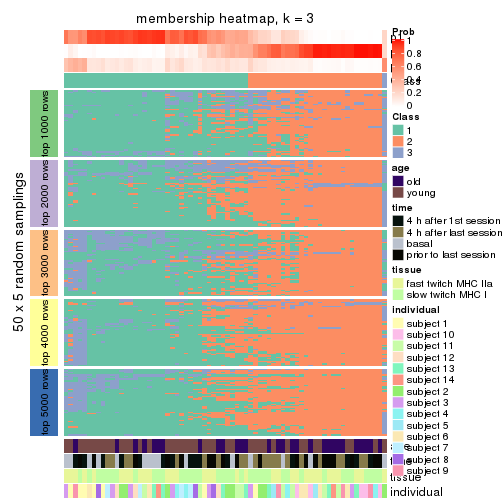 membership heatmap, k = 3
50 x 5 random samplings
top 1000 rows
top 2000 rows
top 3000 rows
top 4000 rows
top 5000 rows
Prob
1
0.8
0.6
0.4
0.2
0
Class
1
2
3
age
old
young
time
4 h after 1st session
4 h after last session
basal
prior to last session
tissue
fast twitch MHC IIa
slow twitch MHC I
individual
subject 1
subject 10
subject 11
subject 12
subject 13
subject 14
subject 2
subject 3
subject 4
subject 5
subject 6
subject 7
subject 8
subject 9
tissue
individual